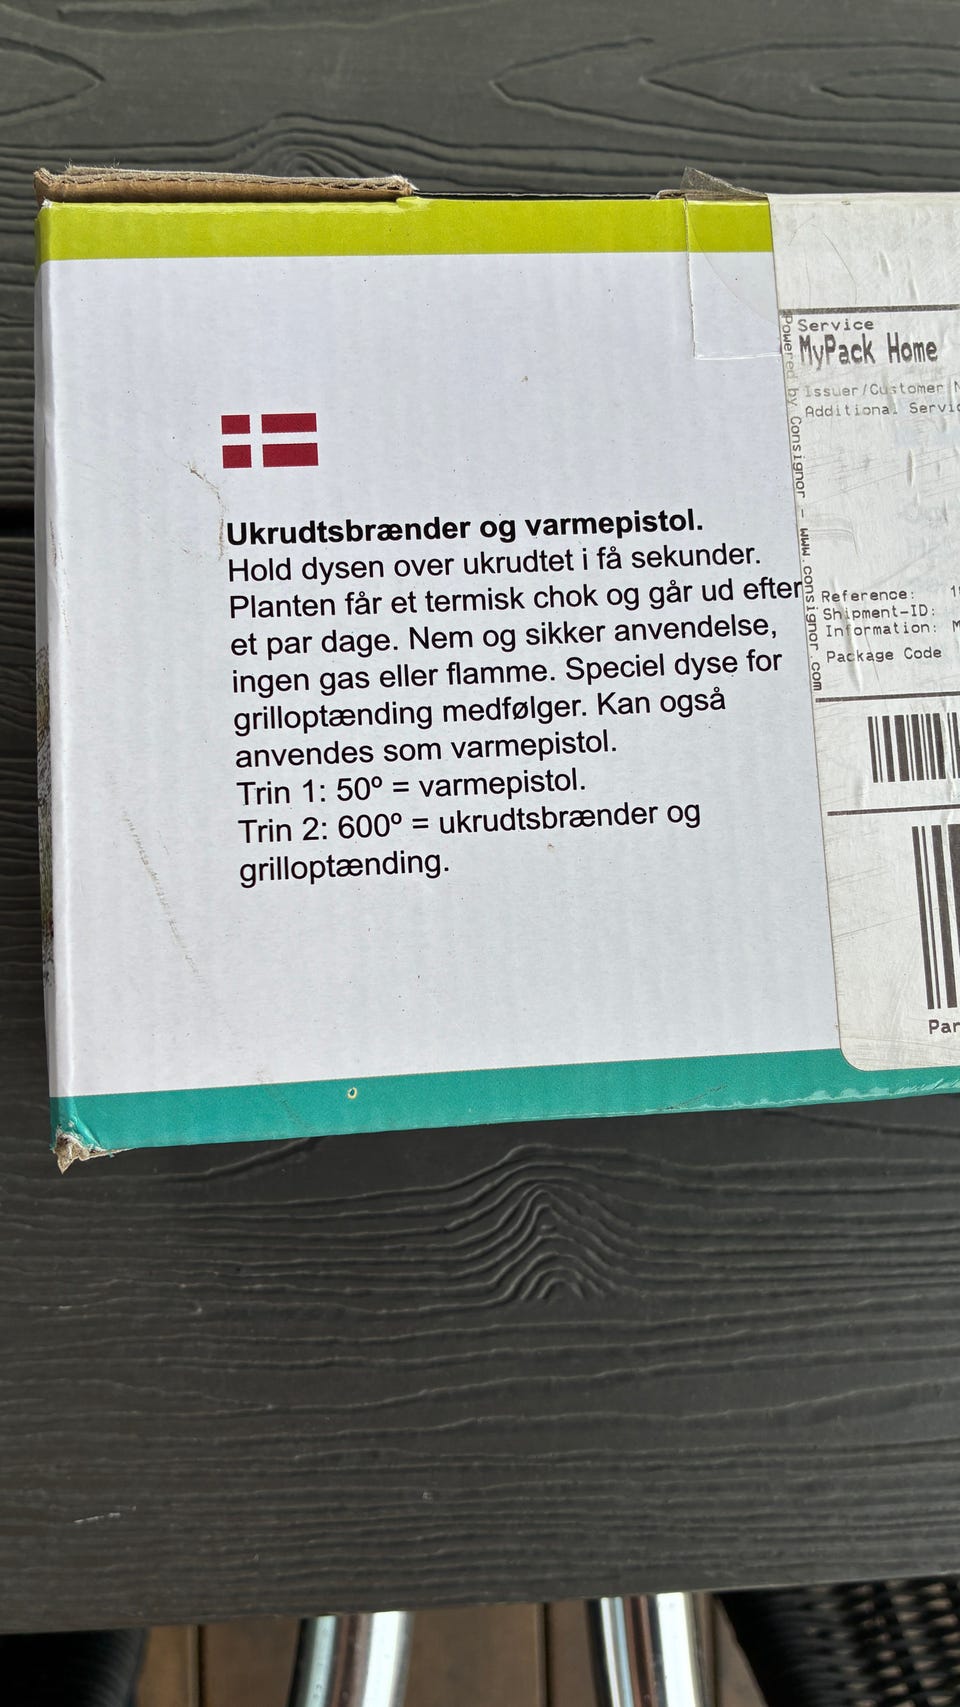 Ukrudtsbrænder og varmepistol.
Hold dysen over ukrudtet i få sekunder.
Planten får et termisk chok og går ud efter
et par dage. Nem og sikker anvendelse,
ingen gas eller flamme. Speciel dyse for
grilloptænding medfølger. Kan også
anvendes som varmepistol.
Trin 1: 50º = varmepistol.
Trin 2: 600º = ukrudtsbrænder og
grilloptænding.
Powered by Consignor - www.consignor.com
Service
MyPack Home
Issuer/Customer
Additional
Reference:
Shipment-ID:
Information:
Package Code